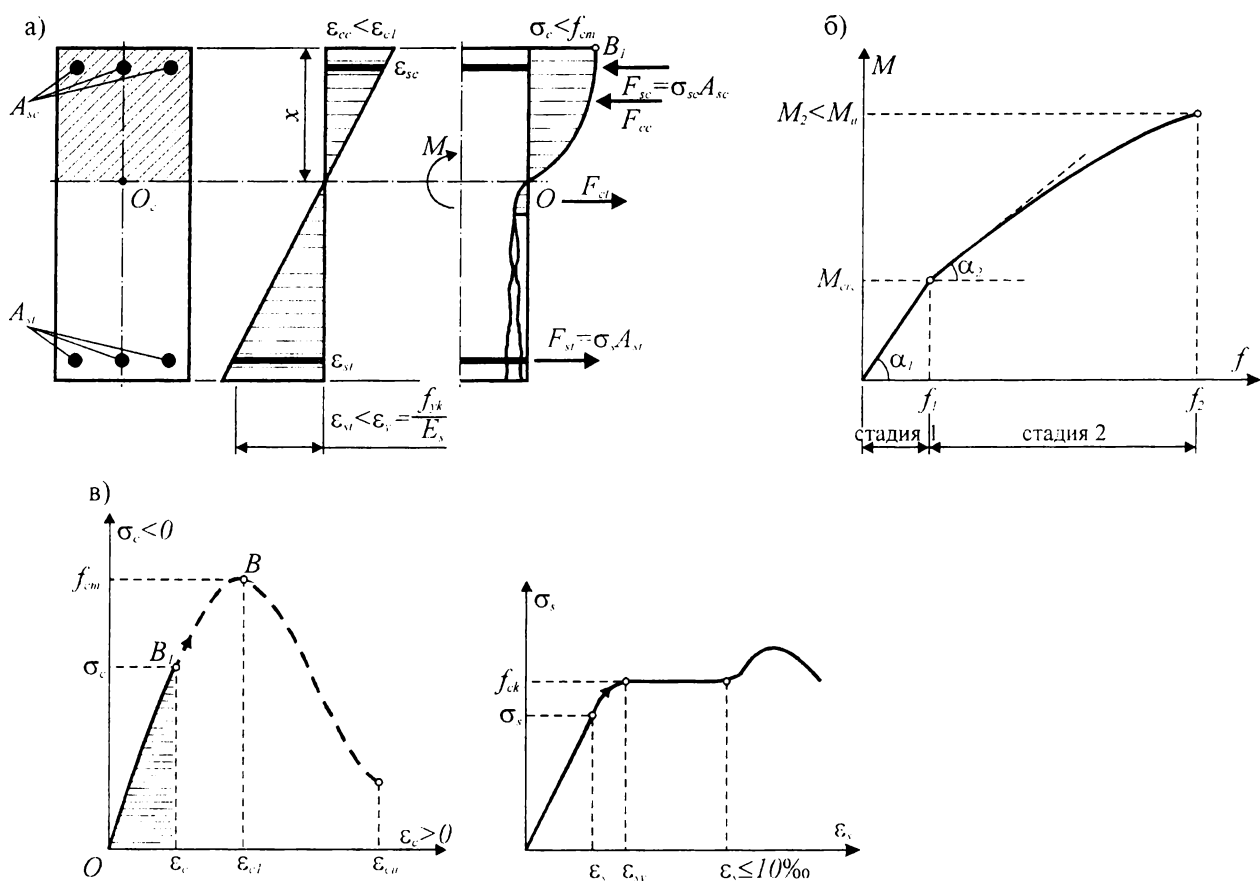 а)
ε_cc<ε_c1
σ_c<f_cm
B_1
A_sc
ε_sc
x
F_sc=σ_sc A_sc
F_cc
M
O_c
O
F_ct
A_st
F_st=σ_s A_st
ε_st
ε_st<ε_y=f_yk/E_s
б)
M
M_2<M_u
M_crc
α_2
α_1
f_1
f_2
f
стадия 1
стадия 2
в)
σ_c<0
f_cm
B
σ_c
B_1
O
ε_c
ε_c1
ε_cu
ε_c>0
σ_s
f_ck
σ_s
ε_s
ε_s≤10‰
ε_s